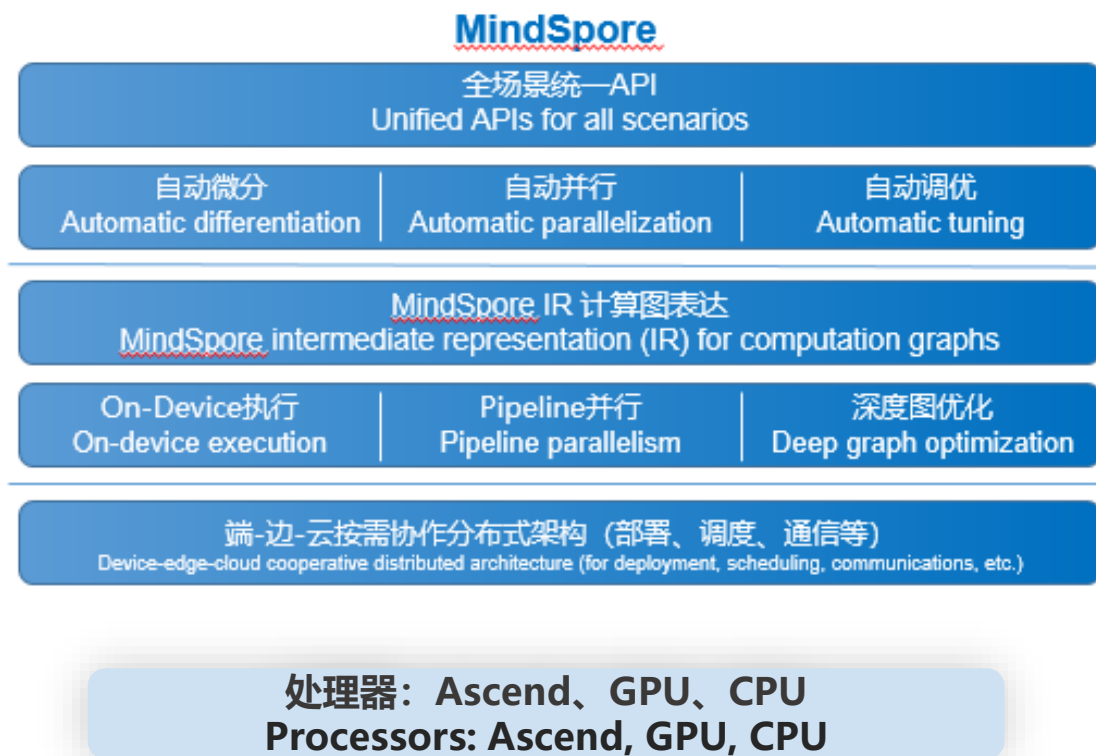 MindSpore
全场景统一API
Unified APIs for all scenarios
自动微分
Automatic differentiation
自动并行
Automatic parallelization
自动调优
Automatic tuning
MindSpore IR 计算图表达
MindSpore intermediate representation (IR) for computation graphs
On-Device执行
On-device execution
Pipeline并行
Pipeline parallelism
深度图优化
Deep graph optimization
端-边-云按需协作分布式架构（部署、调度、通信等）
Device-edge-cloud cooperative distributed architecture (for deployment, scheduling, communications, etc.)
处理器：Ascend、GPU、CPU
Processors: Ascend, GPU, CPU